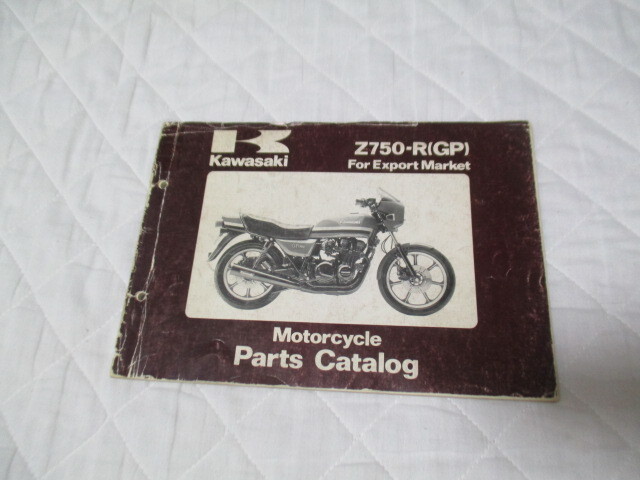 Kawasaki
Z750-R(GP)
For Export Market
Motorcycle
Parts Catalog